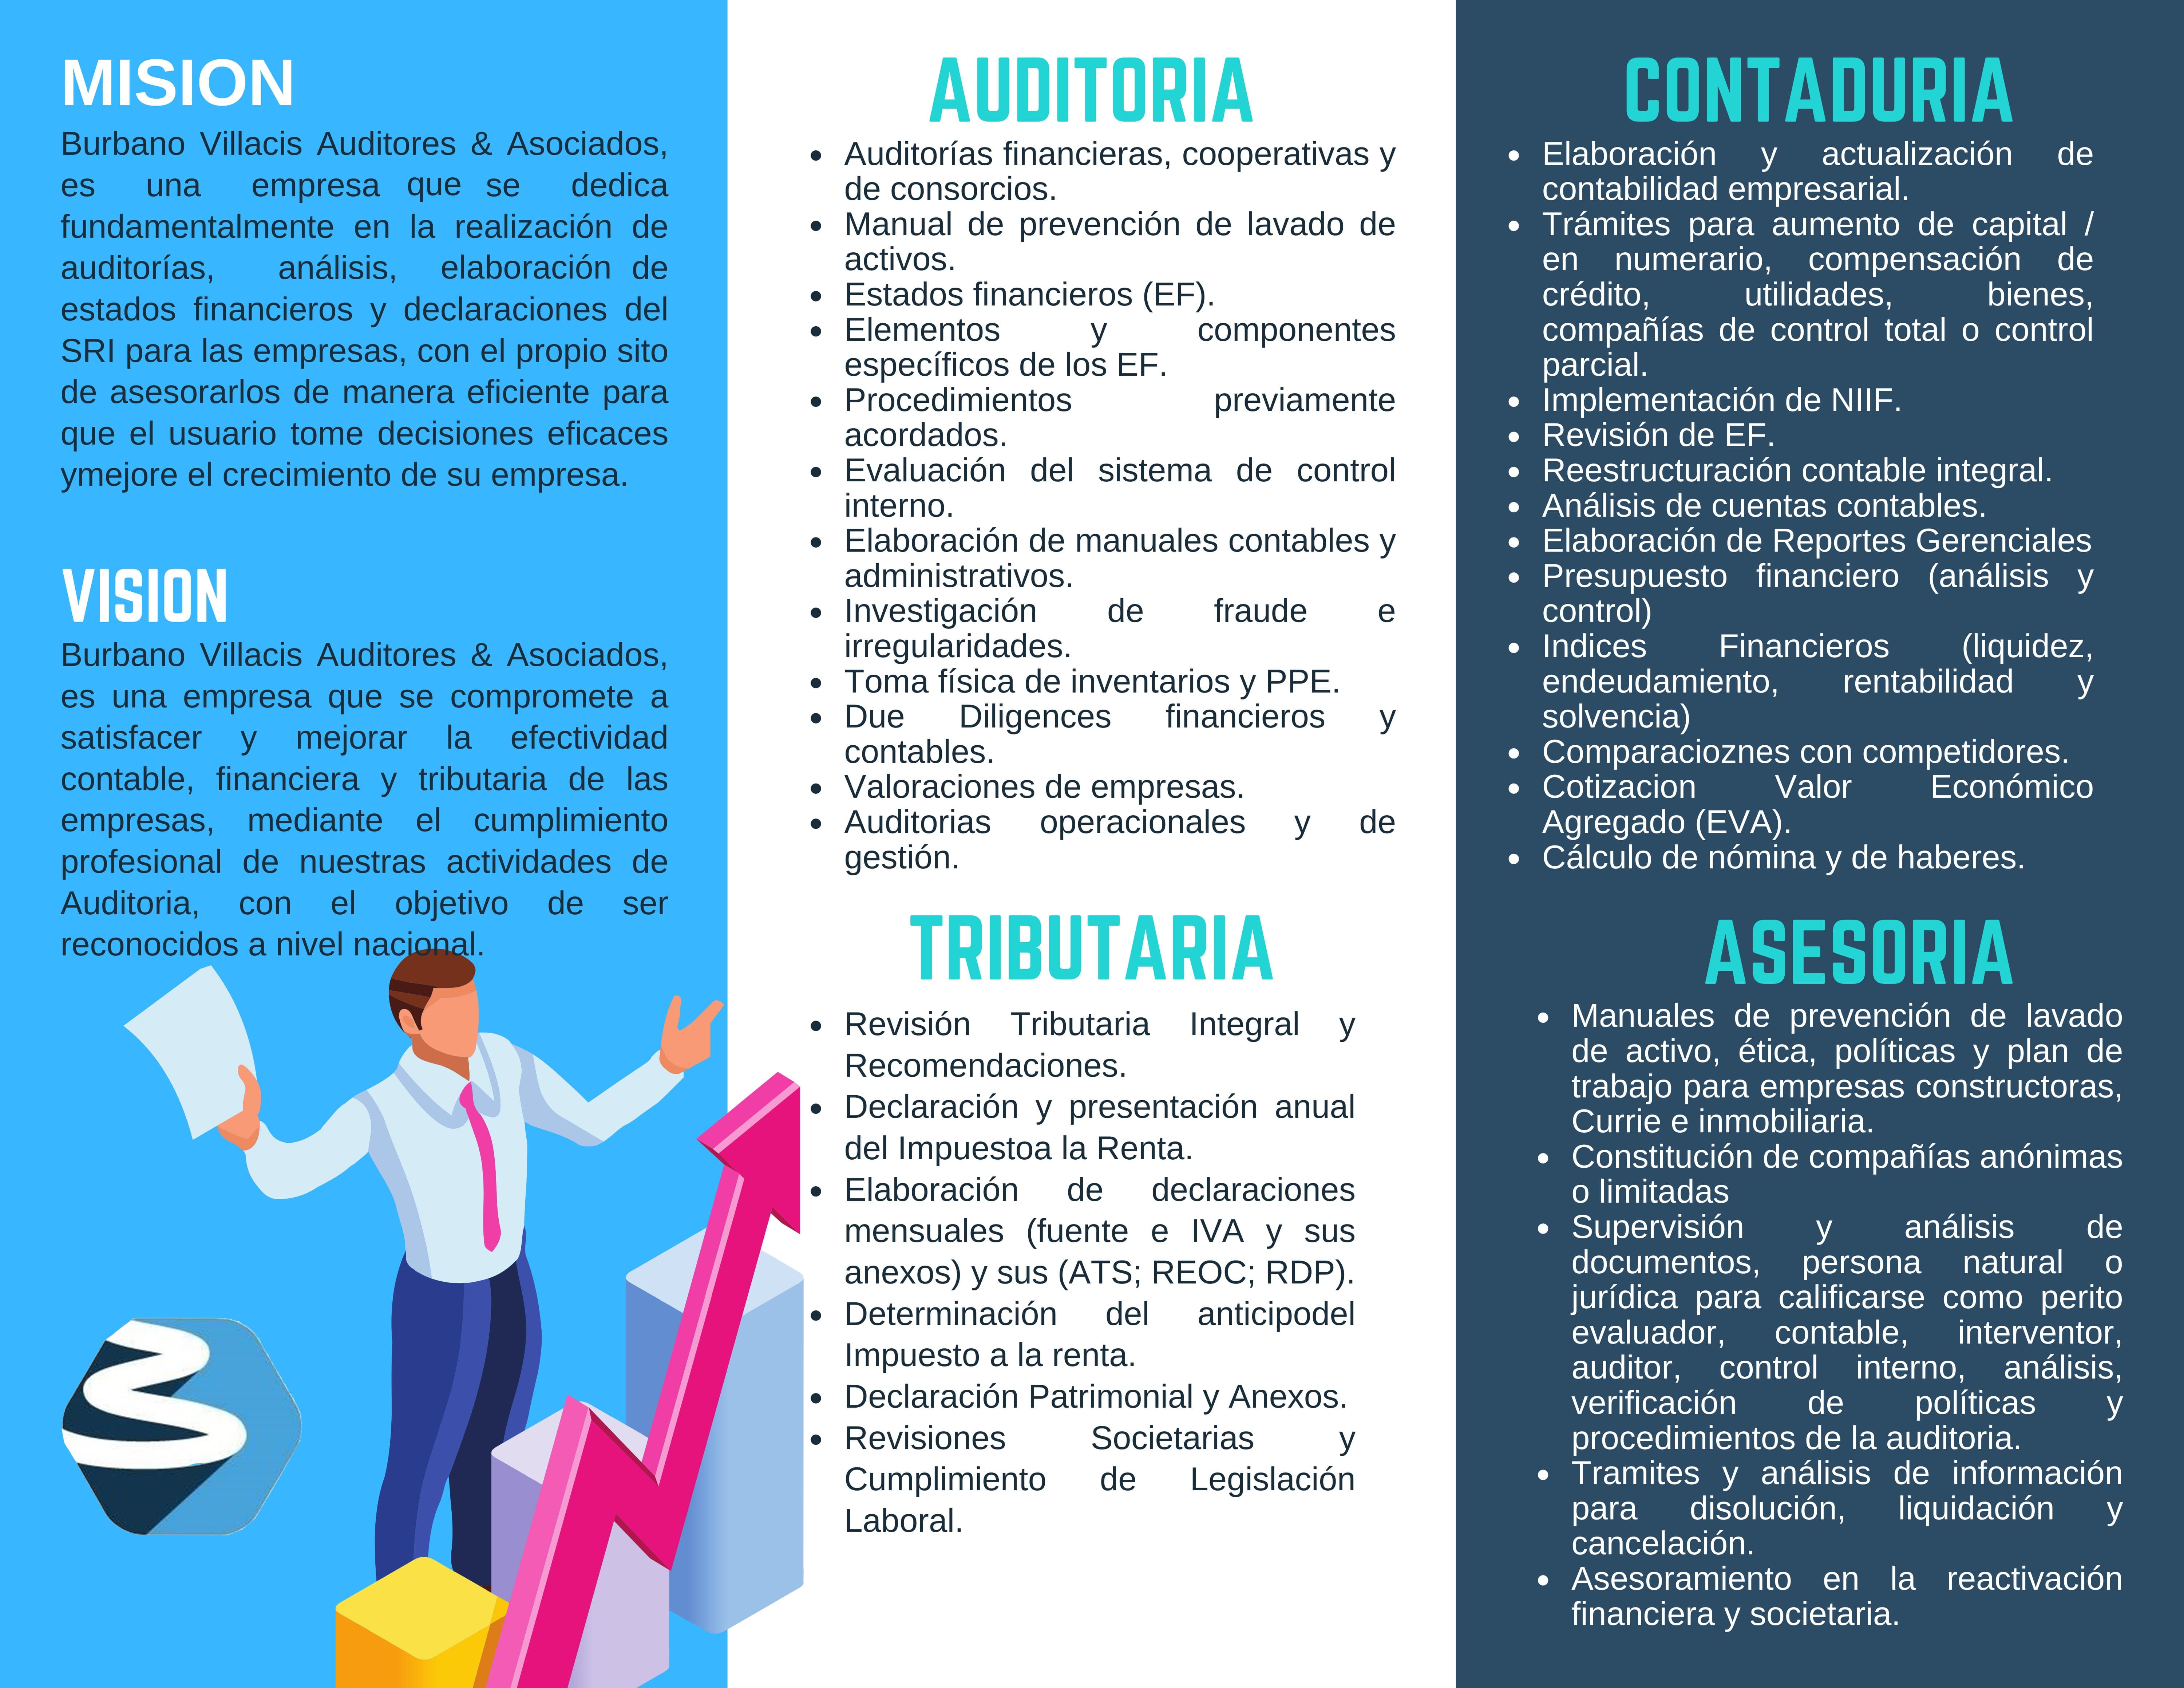 MISION
Burbano Villacis Auditores & Asociados,
es una empresa que se dedica
fundamentalmente en la realización de
auditorías, análisis, elaboración de
estados financieros y declaraciones del
SRI para las empresas, con el propio sito
de asesorarlos de manera eficiente para
que el usuario tome decisiones eficaces
ymejore el crecimiento de su empresa.
VISION
Burbano Villacis Auditores & Asociados,
es una empresa que se compromete a
satisfacer y mejorar la efectividad
contable, financiera y tributaria de las
empresas, mediante el cumplimiento
profesional de nuestras actividades de
Auditoria, con el objetivo de ser
reconocidos a nivel nacional.
AUDITORIA
• Auditorías financieras, cooperativas y
de consorcios.
• Manual de prevención de lavado de
activos.
• Estados financieros (EF).
• Elementos y componentes
específicos de los EF.
• Procedimientos previamente
acordados.
• Evaluación del sistema de control
interno.
• Elaboración de manuales contables y
administrativos.
• Investigación de fraude e
irregularidades.
• Toma física de inventarios y PPE.
• Due Diligences financieros y
contables.
• Valoraciones de empresas.
• Auditorias operacionales y de
gestión.
TRIBUTARIA
• Revisión Tributaria Integral y
Recomendaciones.
• Declaración y presentación anual
del Impuestoa la Renta.
• Elaboración de declaraciones
mensuales (fuente e IVA y sus
anexos) y sus (ATS; REOC; RDP).
• Determinación del anticipodel
Impuesto a la renta.
• Declaración Patrimonial y Anexos.
• Revisiones Societarias y
Cumplimiento de Legislación
Laboral.
CONTADURIA
• Elaboración y actualización de
contabilidad empresarial.
• Trámites para aumento de capital /
en numerario, compensación de
crédito, utilidades, bienes,
compañías de control total o control
parcial.
• Implementación de NIIF.
• Revisión de EF.
• Reestructuración contable integral.
• Análisis de cuentas contables.
• Elaboración de Reportes Gerenciales
• Presupuesto financiero (análisis y
control)
• Indices Financieros (liquidez,
endeudamiento, rentabilidad y
solvencia)
• Comparacioznes con competidores.
• Cotizacion Valor Económico
Agregado (EVA).
• Cálculo de nómina y de haberes.
ASESORIA
• Manuales de prevención de lavado
de activo, ética, políticas y plan de
trabajo para empresas constructoras,
Currie e inmobiliaria.
• Constitución de compañías anónimas
o limitadas
• Supervisión y análisis de
documentos, persona natural o
jurídica para calificarse como perito
evaluador, contable, interventor,
auditor, control interno, análisis,
verificación de políticas y
procedimientos de la auditoria.
• Tramites y análisis de información
para disolución, liquidación y
cancelación.
• Asesoramiento en la reactivación
financiera y societaria.